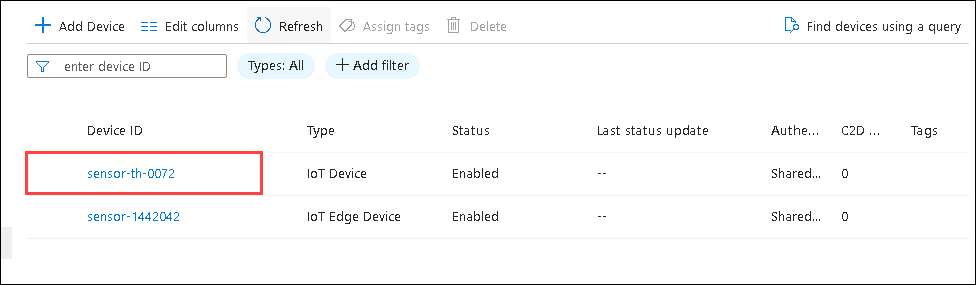 Add Device Edit columns Refresh Assign tags Delete Find devices using a query
enter device ID Types: All Add filter
Device ID Type Status Last status update Authe... C2D ... Tags
sensor-th-0072 IoT Device Enabled -- Shared... 0
sensor-1442042 IoT Edge Device Enabled -- Shared... 0